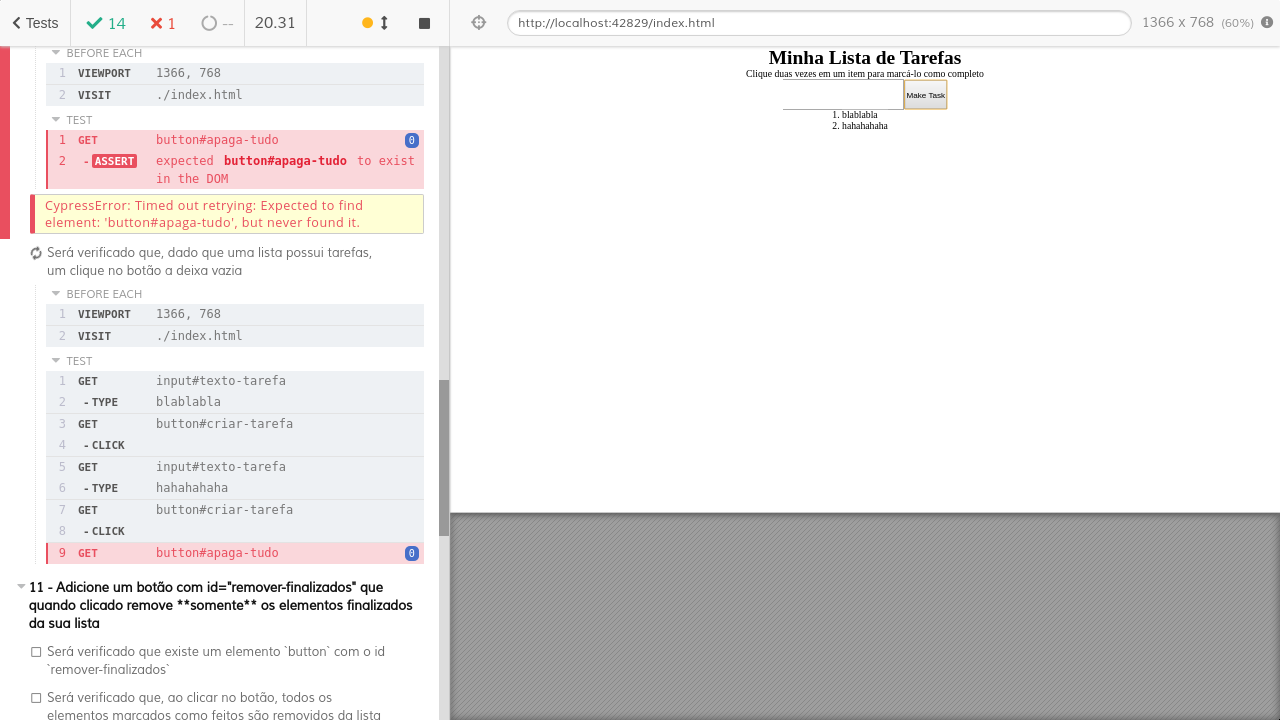 Tests
14
1
--
20.31
http://localhost:42829/index.html
1366 x 768 (60%)
BEFORE EACH
1 VIEWPORT 1366, 768
2 VISIT ./index.html
TEST
1 GET button#apaga-tudo 0
2 - ASSERT expected button#apaga-tudo to exist
in the DOM
CypressError: Timed out retrying: Expected to find
element: 'button#apaga-tudo', but never found it.
Será verificado que, dado que uma lista possui tarefas,
um clique no botão a deixa vazia
BEFORE EACH
1 VIEWPORT 1366, 768
2 VISIT ./index.html
TEST
1 GET input#texto-tarefa
2 - TYPE blablabla
3 GET button#criar-tarefa
4 - CLICK
5 GET input#texto-tarefa
6 - TYPE hahahahaha
7 GET button#criar-tarefa
8 - CLICK
9 GET button#apaga-tudo 0
11 - Adicione um botão com id="remover-finalizados" que
quando clicado remove **somente** os elementos finalizados
da sua lista
Será verificado que existe um elemento `button` com o id
`remover-finalizados`
Será verificado que, ao clicar no botão, todos os
elementos marcados como feitos são removidos da lista
Minha Lista de Tarefas
Clique duas vezes em um item para marcá-lo como completo
Make Task
1. blablabla
2. hahahahaha